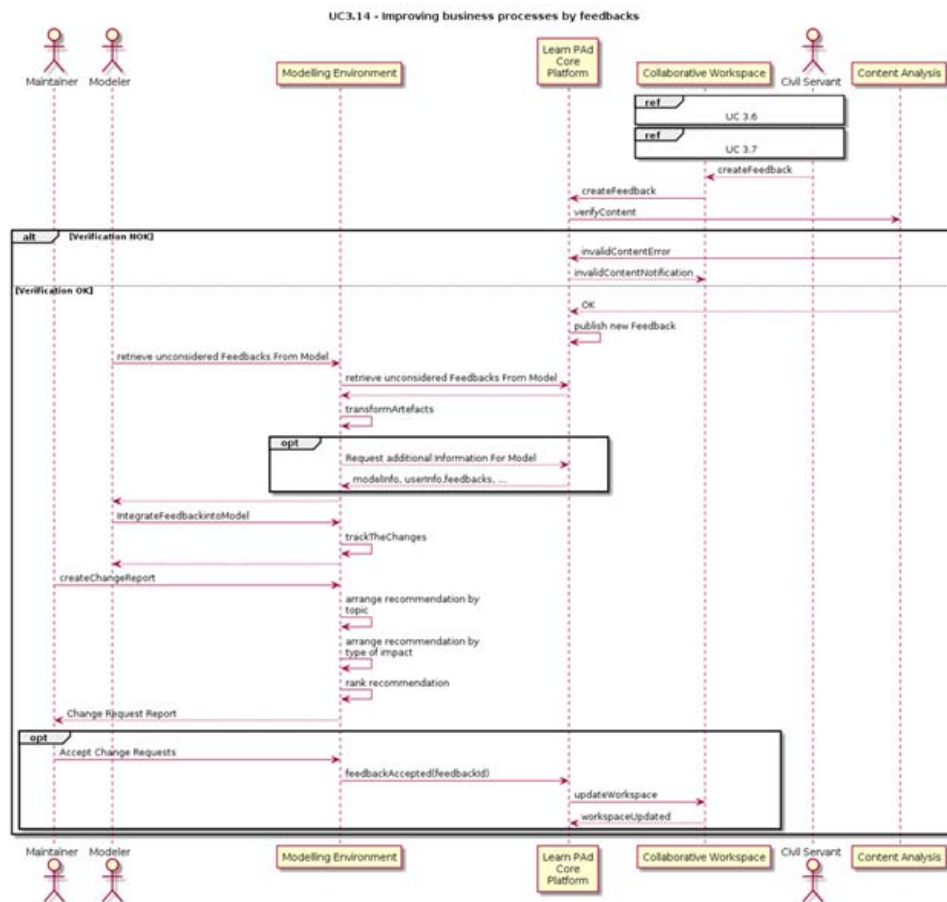 UC3.14 - Improving business processes by feedbacks
Maintainer
Modeler
Modelling Environment
Learn PAd
Core
Platform
Collaborative Workspace
Civil Servant
Content Analysis
ref
UC 3.6
ref
UC 3.7
createFeedback
createFeedback
verifyContent
alt [Verification NOK]
invalidContentError
invalidContentNotification
[Verification OK]
OK
publish new Feedback
retrieve unconsidered Feedbacks From Model
retrieve unconsidered Feedbacks From Model
transformArtefacts
opt
Request additional Information For Model
modelInfo, userInfo,feedbacks, ...
IntegrateFeedbackintoModel
trackTheChanges
createChangeReport
arrange recommendation by
topic
arrange recommendation by
type of impact
rank recommendation
Change Request Report
opt
Accept Change Requests
feedbackAccepted(feedbackId)
updateWorkspace
workspaceUpdated
Maintainer
Modeler
Modelling Environment
Learn PAd
Core
Platform
Collaborative Workspace
Civil Servant
Content Analysis